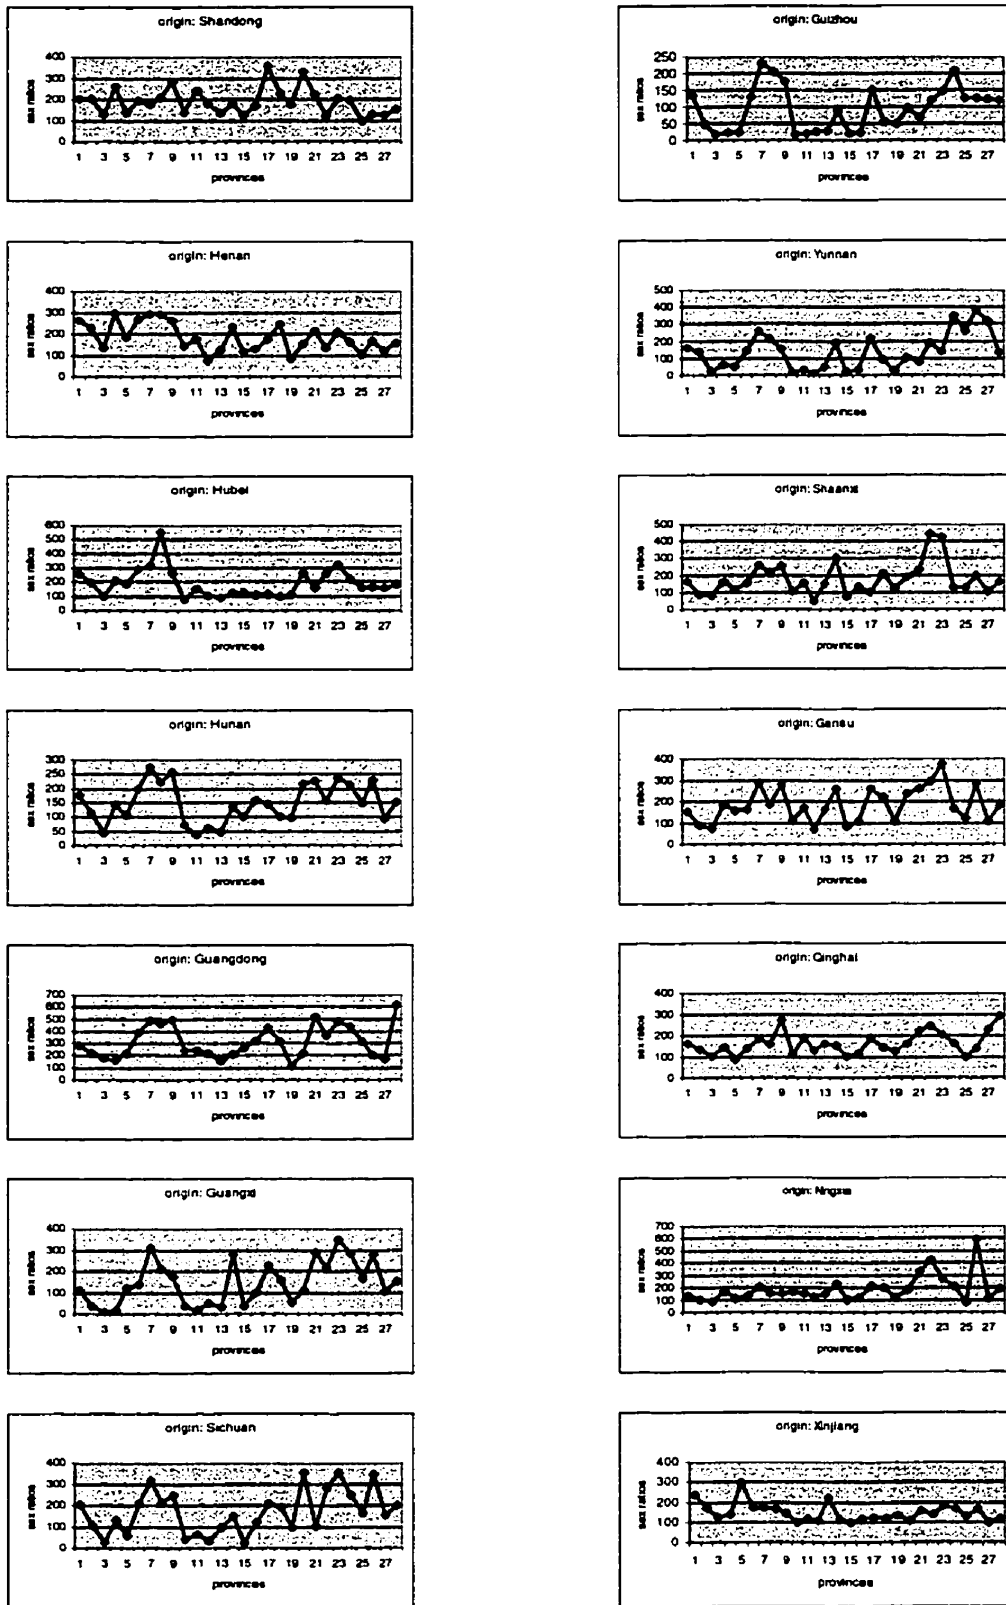 origin: Shandong
sex ratios
400
300
200
100
0
1 3 5 7 9 11 13 15 17 19 21 23 25 27
provinces
origin: Henan
sex ratios
400
300
200
100
0
1 3 5 7 9 11 13 15 17 19 21 23 25 27
provinces
origin: Hubei
sex ratios
600
500
400
300
200
100
0
1 3 5 7 9 11 13 15 17 19 21 23 25 27
provinces
origin: Hunan
sex ratios
300
250
200
150
100
50
0
1 3 5 7 9 11 13 15 17 19 21 23 25 27
provinces
origin: Guangdong
sex ratios
700
600
500
400
300
200
100
0
1 3 5 7 9 11 13 15 17 19 21 23 25 27
provinces
origin: Guangxi
sex ratios
400
300
200
100
0
1 3 5 7 9 11 13 15 17 19 21 23 25 27
provinces
origin: Sichuan
sex ratios
400
300
200
100
0
1 3 5 7 9 11 13 15 17 19 21 23 25 27
provinces
origin: Guizhou
sex ratios
250
200
150
100
50
0
1 3 5 7 9 11 13 15 17 19 21 23 25 27
provinces
origin: Yunnan
sex ratios
500
400
300
200
100
0
1 3 5 7 9 11 13 15 17 19 21 23 25 27
provinces
origin: Shaanxi
sex ratios
500
400
300
200
100
0
1 3 5 7 9 11 13 15 17 19 21 23 25 27
provinces
origin: Gansu
sex ratios
400
300
200
100
0
1 3 5 7 9 11 13 15 17 19 21 23 25 27
provinces
origin: Qinghai
sex ratios
400
300
200
100
0
1 3 5 7 9 11 13 15 17 19 21 23 25 27
provinces
origin: Ningxia
sex ratios
700
600
500
400
300
200
100
0
1 3 5 7 9 11 13 15 17 19 21 23 25 27
provinces
origin: Xinjiang
sex ratios
400
300
200
100
0
1 3 5 7 9 11 13 15 17 19 21 23 25 27
provinces